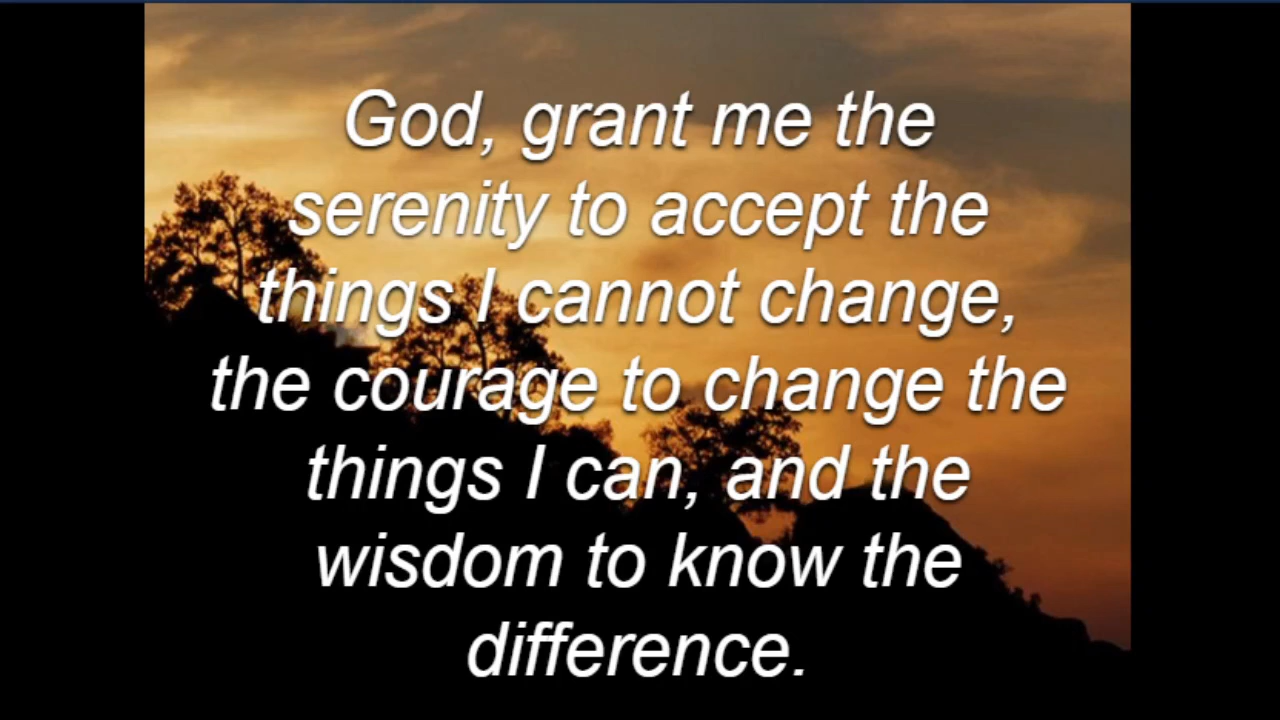 God, grant me the
serenity to accept the
things I cannot change,
the courage to change the
things I can, and the
wisdom to know the
difference.